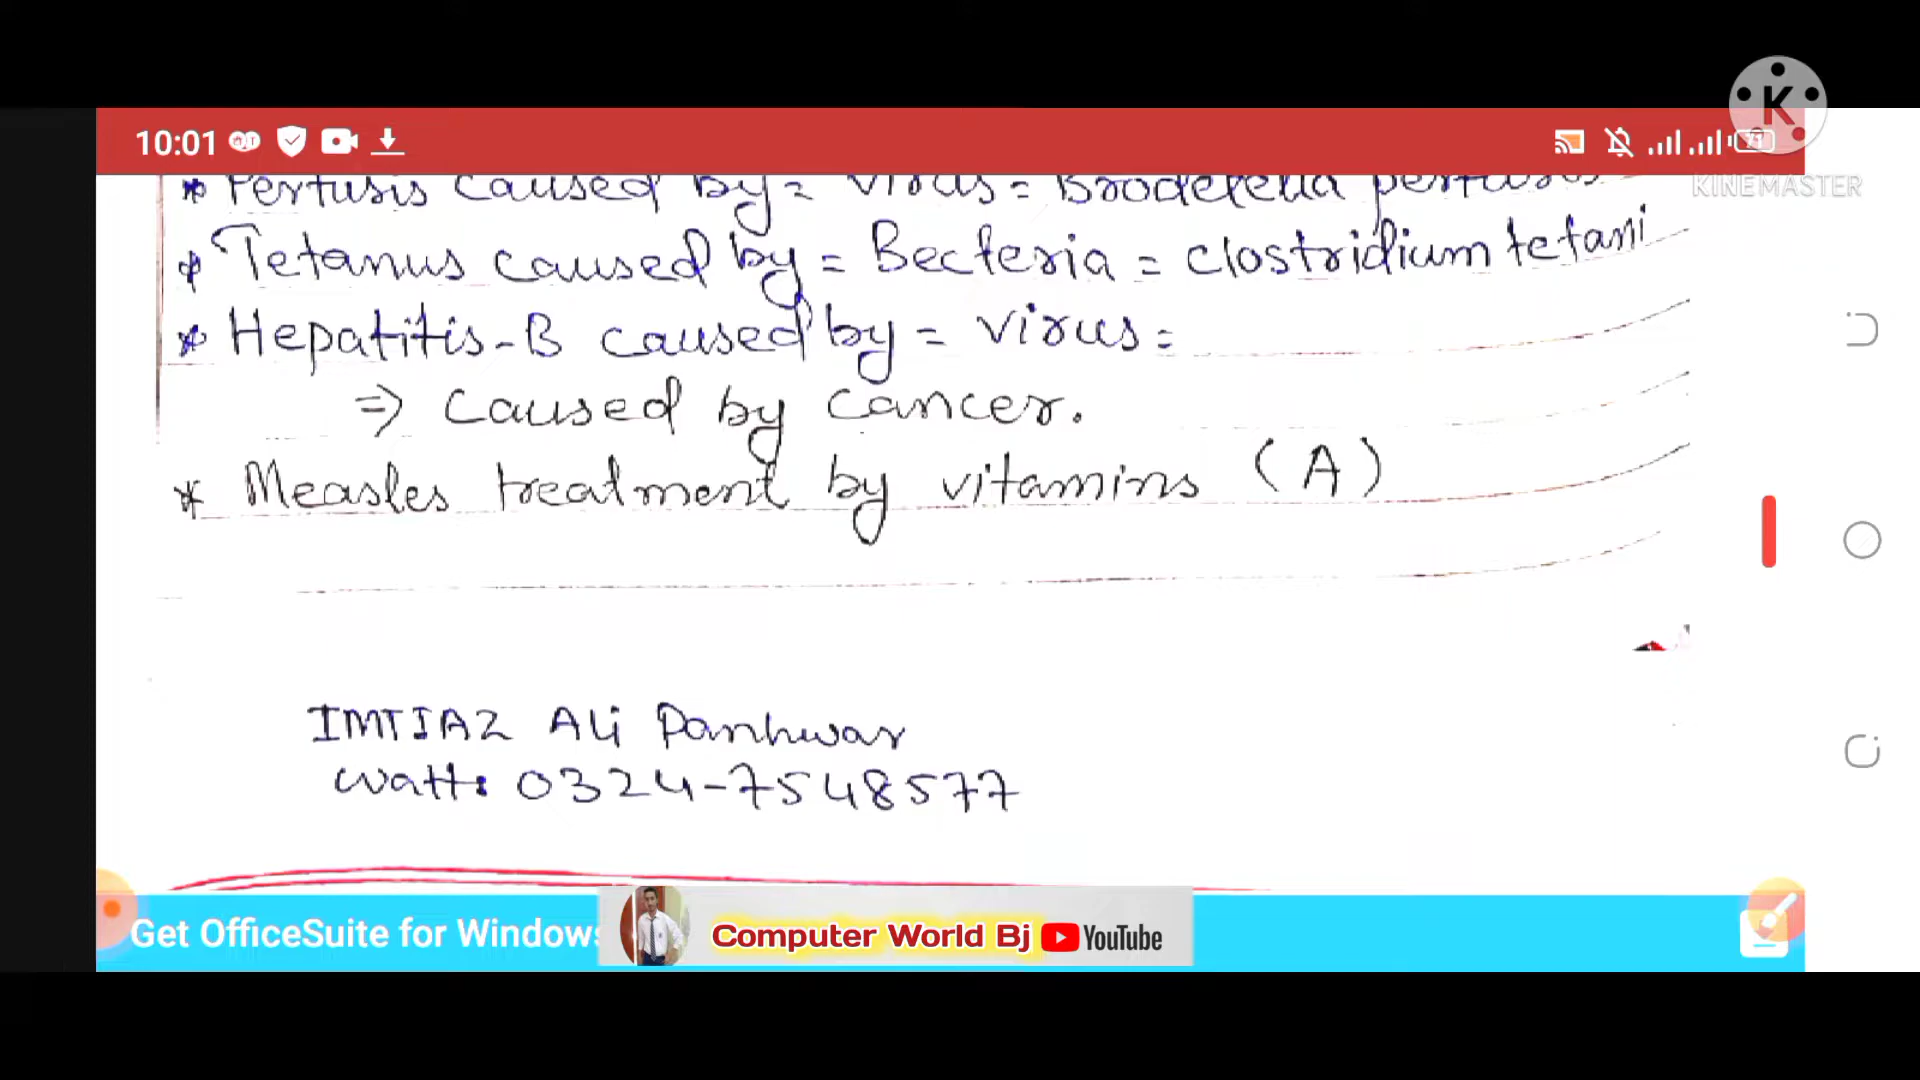 10:01
71
K
KINEMASTER
* Pertusis caused by = virus = Brodetella pertusis
* Tetanus caused by = Becteria = clostridium tetani
* Hepatitis-B caused by = virus =
=> caused by cancer.
* Measles treatment by vitamins (A)
IMTIAZ Ali Panhwar
watt: 0324-7548577
Get OfficeSuite for Windows
Computer World Bj YouTube